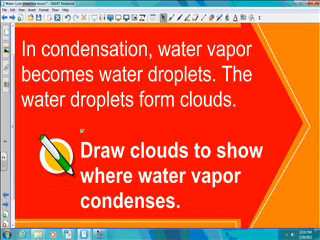 In condensation, water vapor
becomes water droplets. The
water droplets form clouds.
Draw clouds to show
where water vapor
condenses.